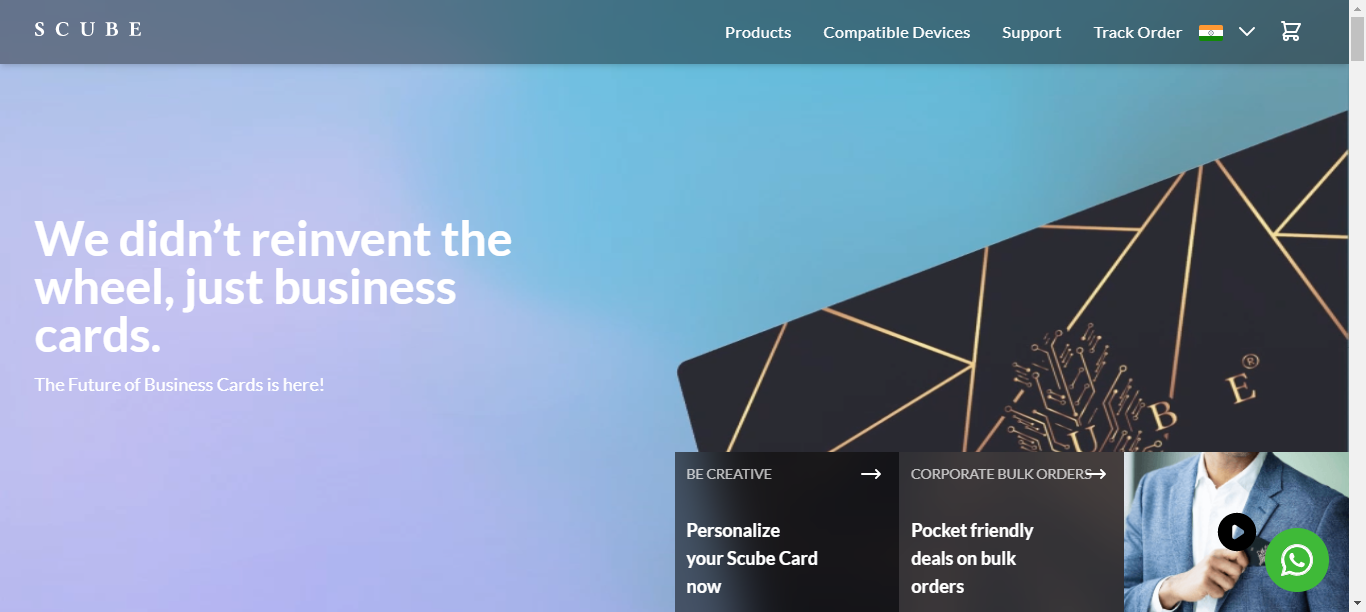 SCUBE
Products
Compatible Devices
Support
Track Order
We didn’t reinvent the
wheel, just business
cards.
The Future of Business Cards is here!
UBE®
BE CREATIVE
Personalize
your Scube Card
now
CORPORATE BULK ORDERS
Pocket friendly
deals on bulk
orders